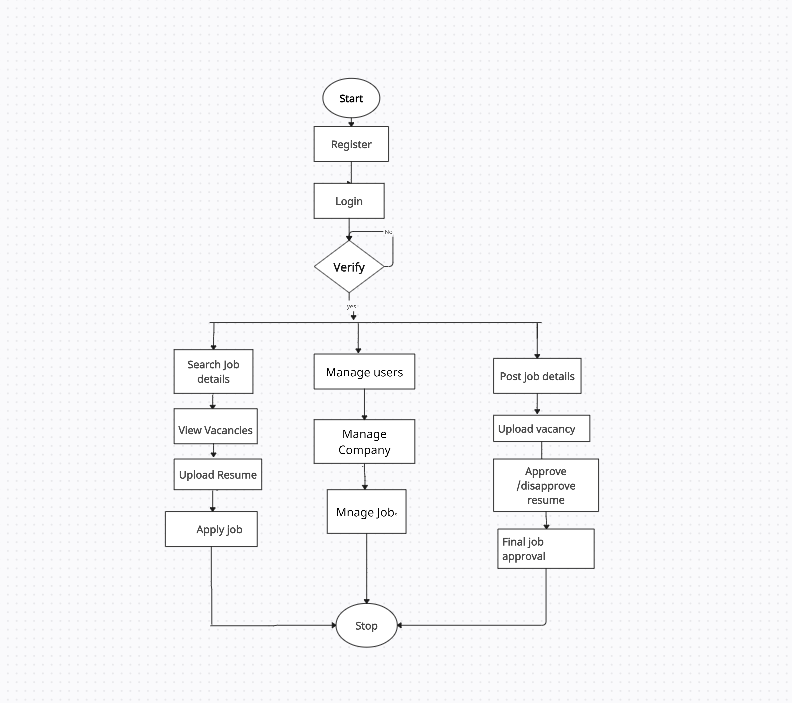 Start
Register
Login
No
Verify
yes
Search Job
details
View Vacancies
Upload Resume
Apply Job
Manage users
Manage
Company
Mnage Job
Post Job details
Upload vacancy
Approve
/disapprove
resume
Final job
approval
Stop